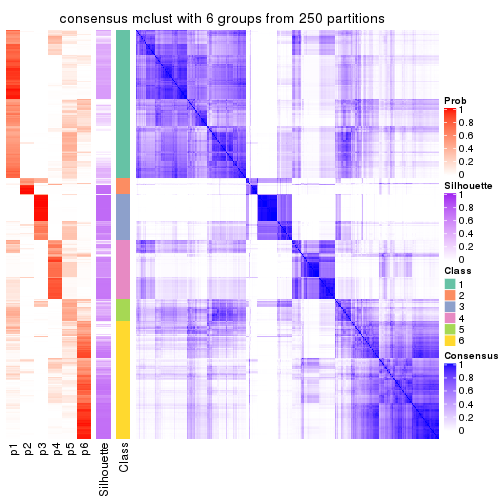 consensus mclust with 6 groups from 250 partitions
Prob
1
0.8
0.6
0.4
0.2
0
Silhouette
1
0.8
0.6
0.4
0.2
0
Class
1
2
3
4
5
6
Consensus
1
0.8
0.6
0.4
0.2
0
p1
p2
p3
p4
p5
p6
Silhouette
Class